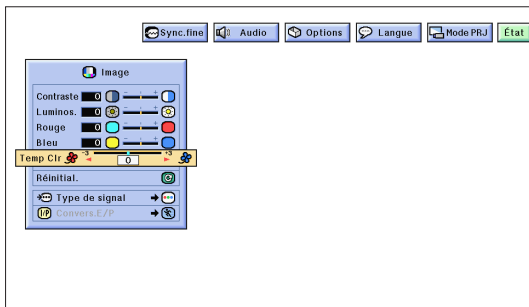 Sync.fine Audio Options Langue Mode PRJ État
Image
Contraste 0 - +
Luminos. 0 - +
Rouge 0 - +
Bleu 0 - +
Temp Clr -3 0 +3
Réinitial.
Type de signal
I/P Convers.E/P